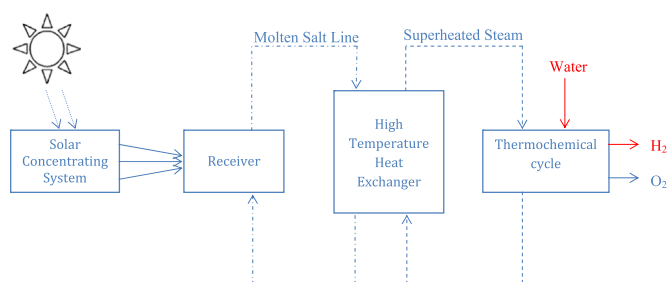 Molten Salt Line
Superheated Steam
Water
Solar
Concentrating
System
Receiver
High
Temperature
Heat
Exchanger
Thermochemical
cycle
H₂
O₂